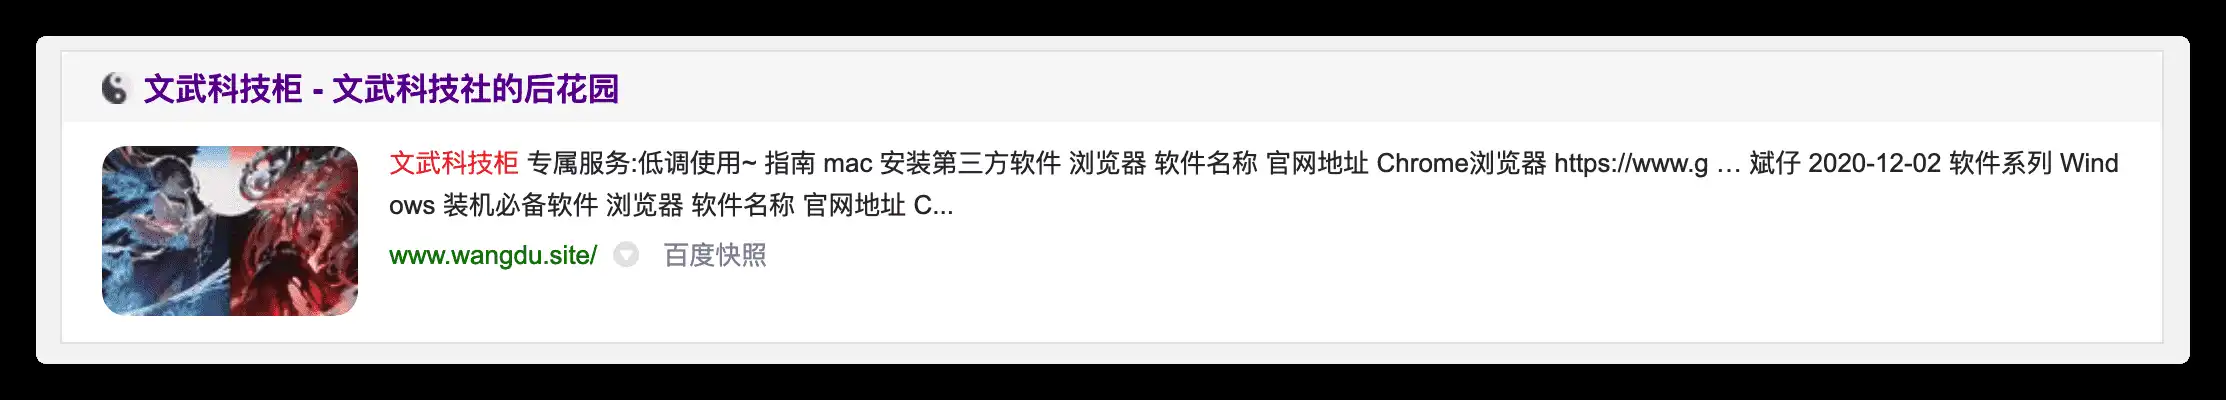 文武科技柜 - 文武科技社的后花园
文武科技柜 专属服务:低调使用~ 指南 mac 安装第三方软件 浏览器 软件名称 官网地址 Chrome浏览器 https://www.g … 斌仔 2020-12-02 软件系列 Wind
ows 装机必备软件 浏览器 软件名称 官网地址 C...
www.wangdu.site/ 百度快照